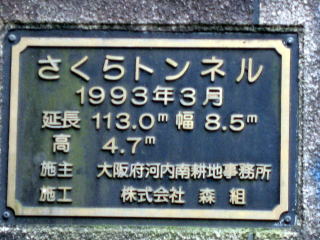 さくらトンネル
1993年3月
延長 113.0m 幅 8.5m
高 4.7m
施主 大阪府河内南耕地事務所
施工 株式会社 森組